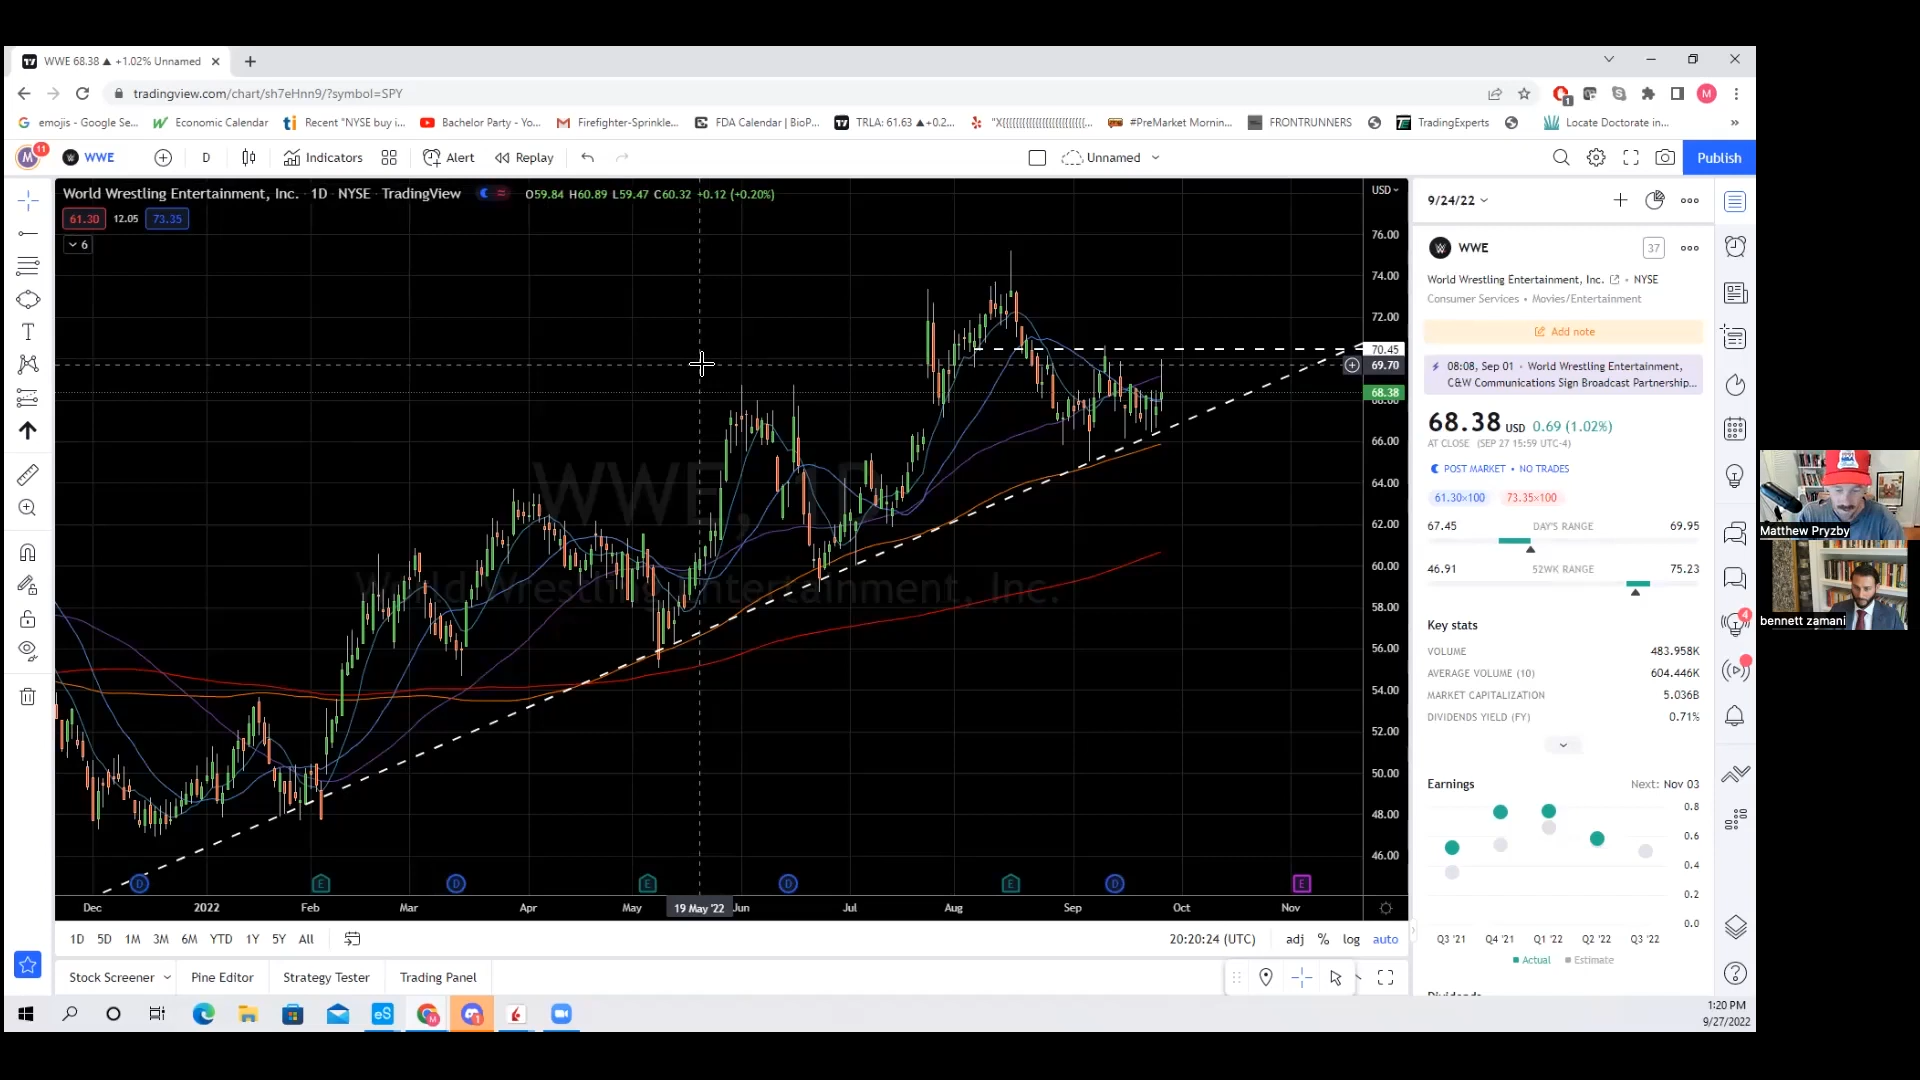 WWE 68.38 ▲ +1.02% Unnamed
tradingview.com/chart/sh7eHnn9/?symbol=SPY
emojis - Google Se... Economic Calendar Recent "NYSE buy i... Bachelor Party - Yo... Firefighter-Sprinkle... FDA Calendar | BioP... TRLA: 61.63 ▲ +0.2... #PreMarket Mornin... FRONTRUNNERS TradingExperts Locate Doctorate in... »
M 11 WWE D Indicators Alert Replay Unnamed Publish
World Wrestling Entertainment, Inc. · 1D · NYSE · TradingView O59.84 H60.89 L59.47 C60.32 +0.12 (+0.20%)
61.30 12.05 73.35
6
USD
76.00
74.00
72.00
70.45
69.70
68.38
68.00
66.00
64.00
62.00
60.00
58.00
56.00
54.00
52.00
50.00
48.00
46.00
WWE, 1D
World Wrestling Entertainment, Inc.
D E D E D E D E
Dec 2022 Feb Mar Apr May 19 May '22 Jun Jul Aug Sep Oct Nov
1D 5D 1M 3M 6M YTD 1Y 5Y All 20:20:24 (UTC) adj % log auto
Stock Screener Pine Editor Strategy Tester Trading Panel
9/24/22
WWE 37
World Wrestling Entertainment, Inc. • NYSE
Consumer Services • Movies/Entertainment
Add note
08:08, Sep 01 · World Wrestling Entertainment,
C&W Communications Sign Broadcast Partnership...
68.38 USD 0.69 (1.02%)
AT CLOSE (SEP 27 15:59 UTC-4)
POST MARKET • NO TRADES
61.30×100 73.35×100
67.45 DAY'S RANGE 69.95
46.91 52WK RANGE 75.23
Key stats
VOLUME 483.958K
AVERAGE VOLUME (10) 604.446K
MARKET CAPITALIZATION 5.036B
DIVIDENDS YIELD (FY) 0.71%
Earnings Next: Nov 03
0.8
0.6
0.4
0.2
0.0
Q3 '21 Q4 '21 Q1 '22 Q2 '22 Q3 '22
Actual Estimate
Dividends
4
Matthew Pryzby
bennett zamani
1:20 PM
9/27/2022